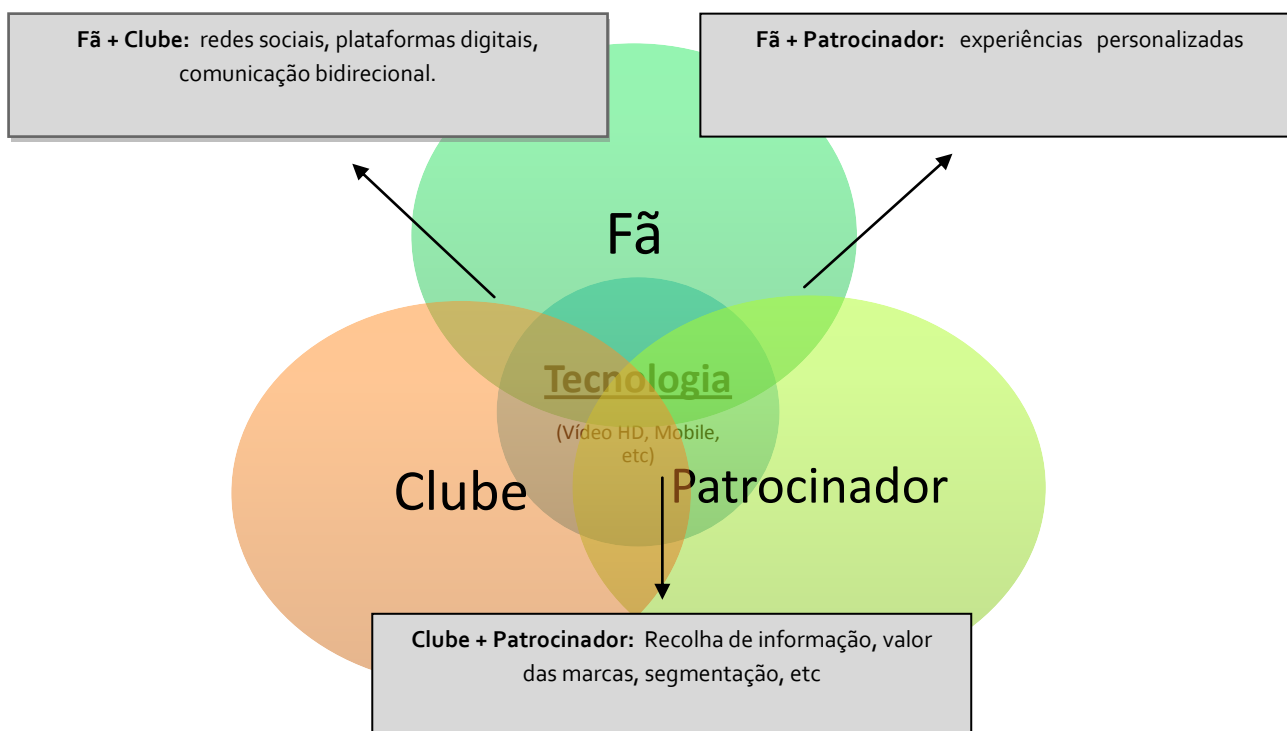 Fã + Clube: redes sociais, plataformas digitais,
comunicação bidirecional.
Fã + Patrocinador: experiências personalizadas
Fã
Tecnologia
(Vídeo HD, Mobile,
etc)
Clube
Patrocinador
Clube + Patrocinador: Recolha de informação, valor
das marcas, segmentação, etc